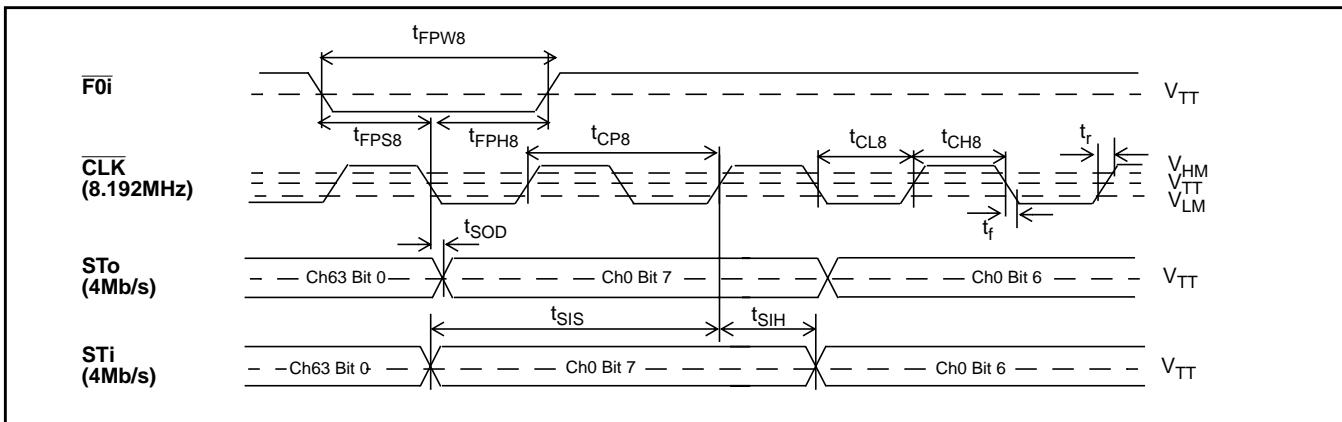 tFPW8
F0i
VTT
tFPS8 tFPH8 tCP8 tCL8 tCH8 tr
CLK
(8.192MHz)
VHM
VTT
VLM
tSOD tf
STo
(4Mb/s)
Ch63 Bit 0 Ch0 Bit 7 Ch0 Bit 6 VTT
tSIS tSIH
STi
(4Mb/s)
Ch63 Bit 0 Ch0 Bit 7 Ch0 Bit 6 VTT